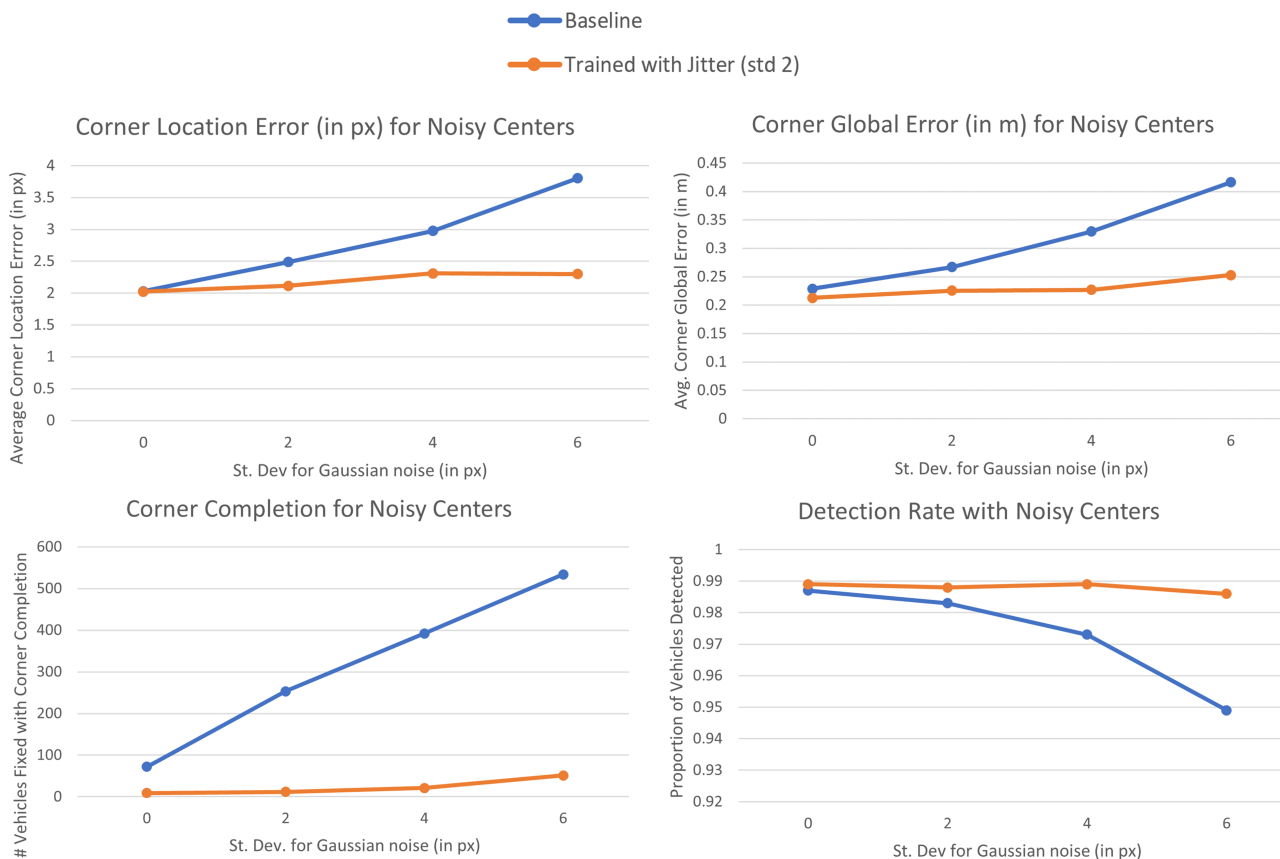 Baseline
Trained with Jitter (std 2)
Corner Location Error (in px) for Noisy Centers
Average Corner Location Errror (in px)
4
3.5
3
2.5
2
1.5
1
0.5
0
0 2 4 6
St. Dev for Gaussian noise (in px)
Corner Global Error (in m) for Noisy Centers
Avg. Corner Global Error (in m)
0.45
0.4
0.35
0.3
0.25
0.2
0.15
0.1
0.05
0
0 2 4 6
St. Dev. for Gaussian noise (in px)
Corner Completion for Noisy Centers
# Vehicles Fixed with Corner Completion
600
500
400
300
200
100
0
0 2 4 6
St. Dev. for Gaussian noise (in px)
Detection Rate with Noisy Centers
Proportion of Vehicles Detected
1
0.99
0.98
0.97
0.96
0.95
0.94
0.93
0.92
0 2 4 6
St. Dev. for Gaussian noise (in px)